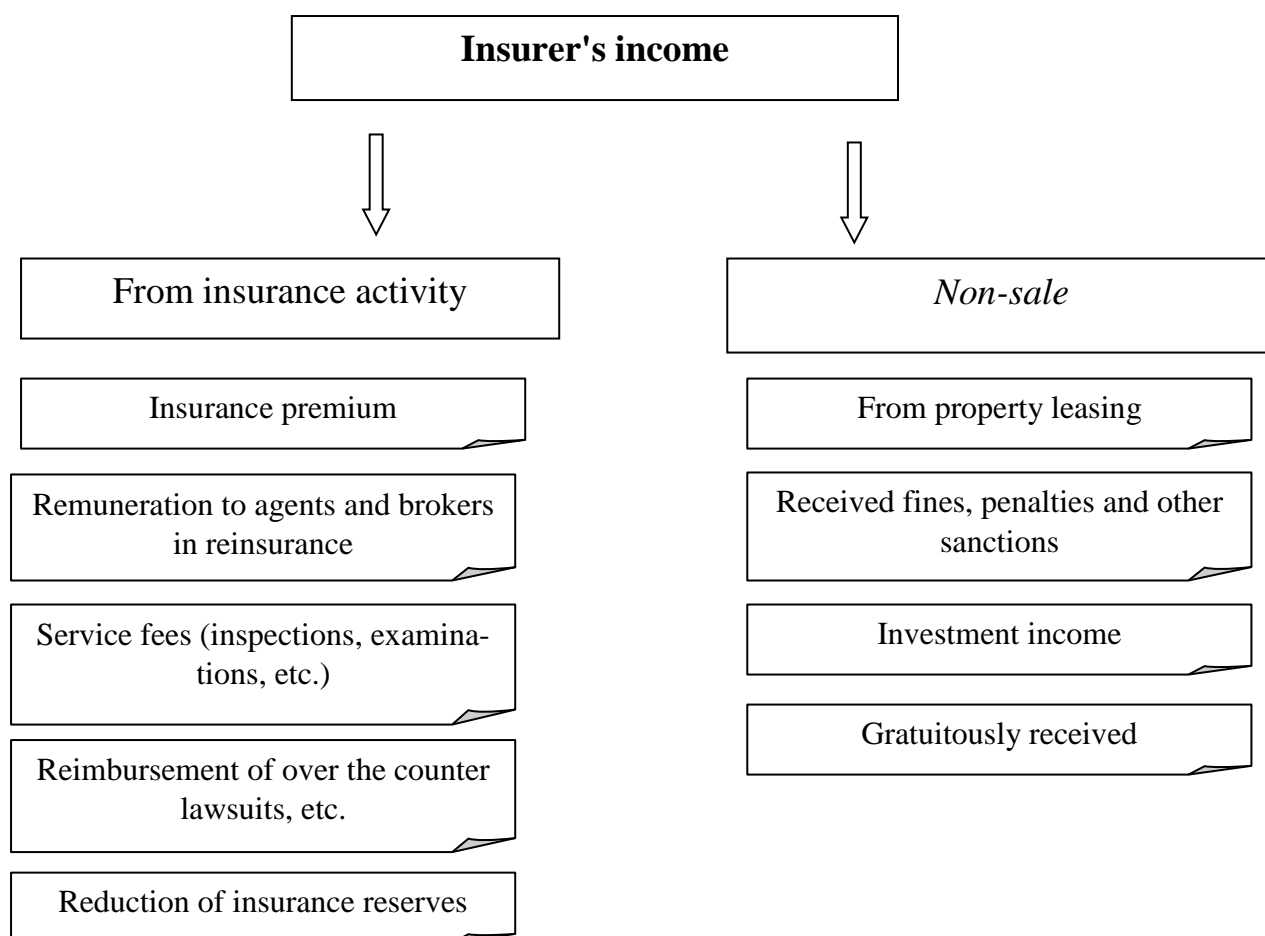 Insurer's income
From insurance activity
Non-sale
Insurance premium
Remuneration to agents and brokers
in reinsurance
Service fees (inspections, examina-
tions, etc.)
Reimbursement of over the counter
lawsuits, etc.
Reduction of insurance reserves
From property leasing
Received fines, penalties and other
sanctions
Investment income
Gratuitously received